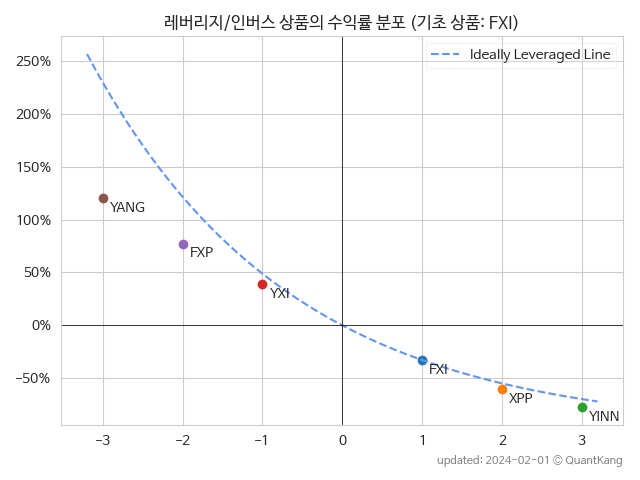 레버리지/인버스 상품의 수익률 분포 (기초 상품: FXI)
Ideally Leveraged Line
250%
200%
150%
100%
50%
0%
−50%
YANG
FXP
YXI
FXI
XPP
YINN
−3
−2
−1
0
1
2
3
updated: 2024-02-01 © QuantKang